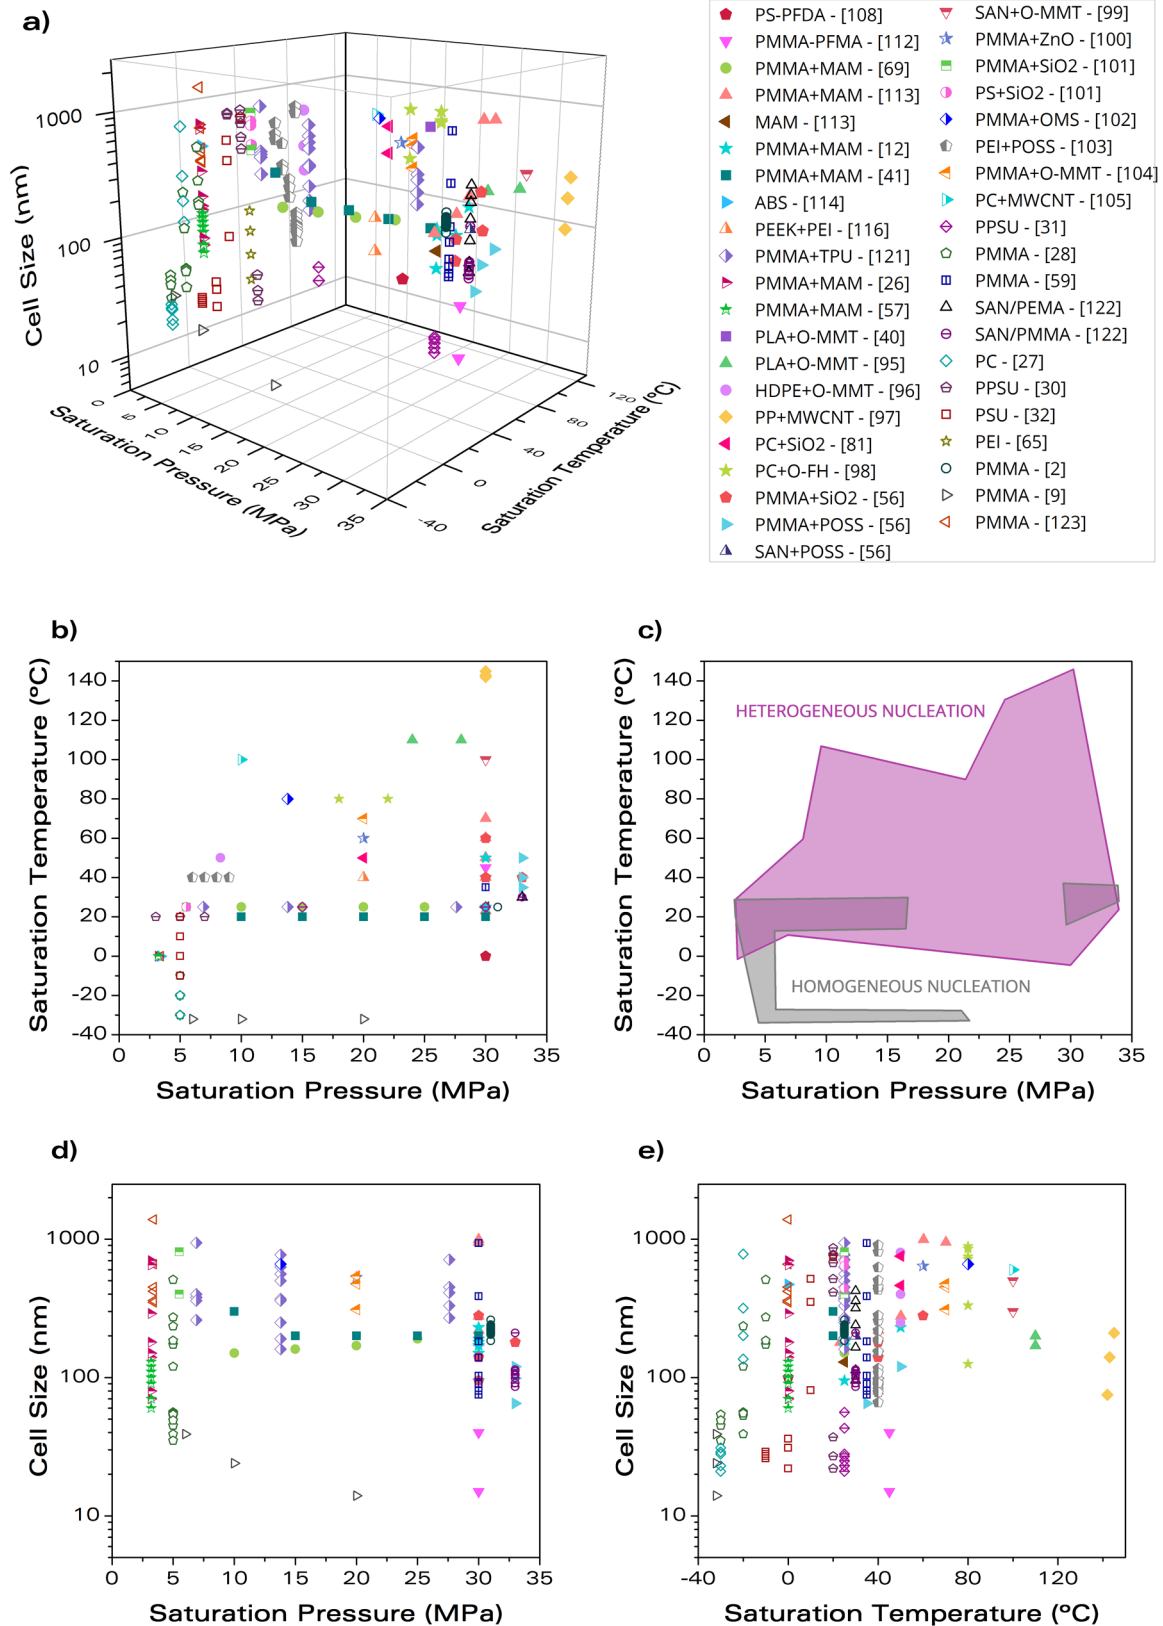 a)
Cell Size (nm)
1000
100
10
0
5
10
15
20
25
30
35
Saturation Pressure (MPa)
-40
0
40
80
120
Saturation Temperature (ºC)
PS-PFDA - [108]
PMMA-PFMA - [112]
PMMA+MAM - [69]
PMMA+MAM - [113]
MAM - [113]
PMMA+MAM - [12]
PMMA+MAM - [41]
ABS - [114]
PEEK+PEI - [116]
PMMA+TPU - [121]
PMMA+MAM - [26]
PMMA+MAM - [57]
PLA+O-MMT - [40]
PLA+O-MMT - [95]
HDPE+O-MMT - [96]
PP+MWCNT - [97]
PC+SiO2 - [81]
PC+O-FH - [98]
PMMA+SiO2 - [56]
PMMA+POSS - [56]
SAN+POSS - [56]
SAN+O-MMT - [99]
PMMA+ZnO - [100]
PMMA+SiO2 - [101]
PS+SiO2 - [101]
PMMA+OMS - [102]
PEI+POSS - [103]
PMMA+O-MMT - [104]
PC+MWCNT - [105]
PPSU - [31]
PMMA - [28]
PMMA - [59]
SAN/PEMA - [122]
SAN/PMMA - [122]
PC - [27]
PPSU - [30]
PSU - [32]
PEI - [65]
PMMA - [2]
PMMA - [9]
PMMA - [123]
b)
Saturation Temperature (ºC)
140
120
100
80
60
40
20
0
-20
-40
0 5 10 15 20 25 30 35
Saturation Pressure (MPa)
c)
Saturation Temperature (ºC)
140
120
100
80
60
40
20
0
-20
-40
HETEROGENEOUS NUCLEATION
HOMOGENEOUS NUCLEATION
0 5 10 15 20 25 30 35
Saturation Pressure (MPa)
d)
Cell Size (nm)
1000
100
10
0 5 10 15 20 25 30 35
Saturation Pressure (MPa)
e)
Cell Size (nm)
1000
100
10
-40 0 40 80 120
Saturation Temperature (ºC)